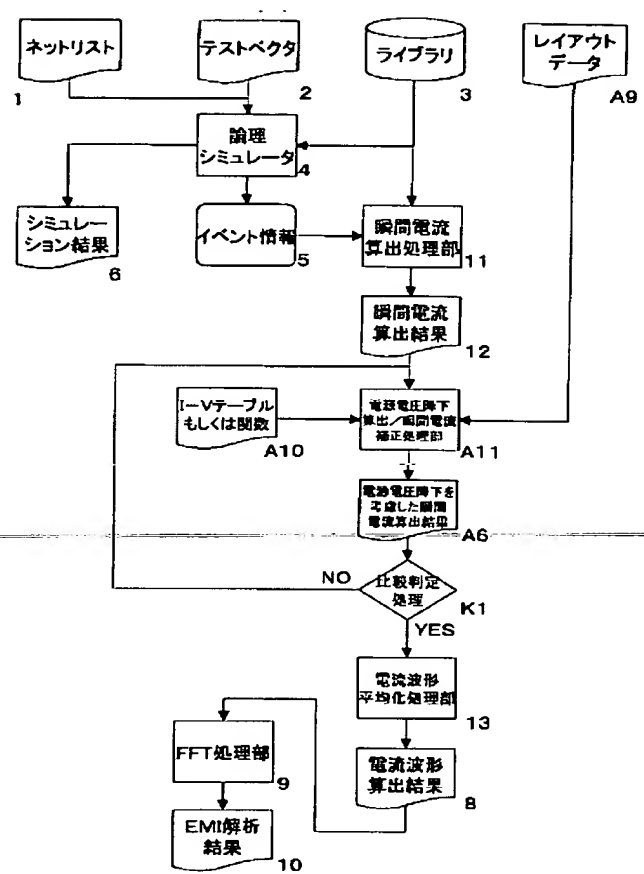 ネットリスト
1
テストベクタ
2
ライブラリ
3
レイアウト
データ
A9
論理
シミュレータ
4
シミュレー
ション結果
6
イベント情報
5
瞬間電流
算出処理部
11
瞬間電流
算出結果
12
I-Vテーブル
もしくは関数
A10
電源電圧降下
算出/瞬間電流
補正処理部
A11
電源電圧降下を
考慮した瞬間
電流算出結果
A6
NO
比較判定
処理
K1
YES
電流波形
平均化処理部
13
FFT処理部
9
電流波形
算出結果
8
EMI解析
結果
10